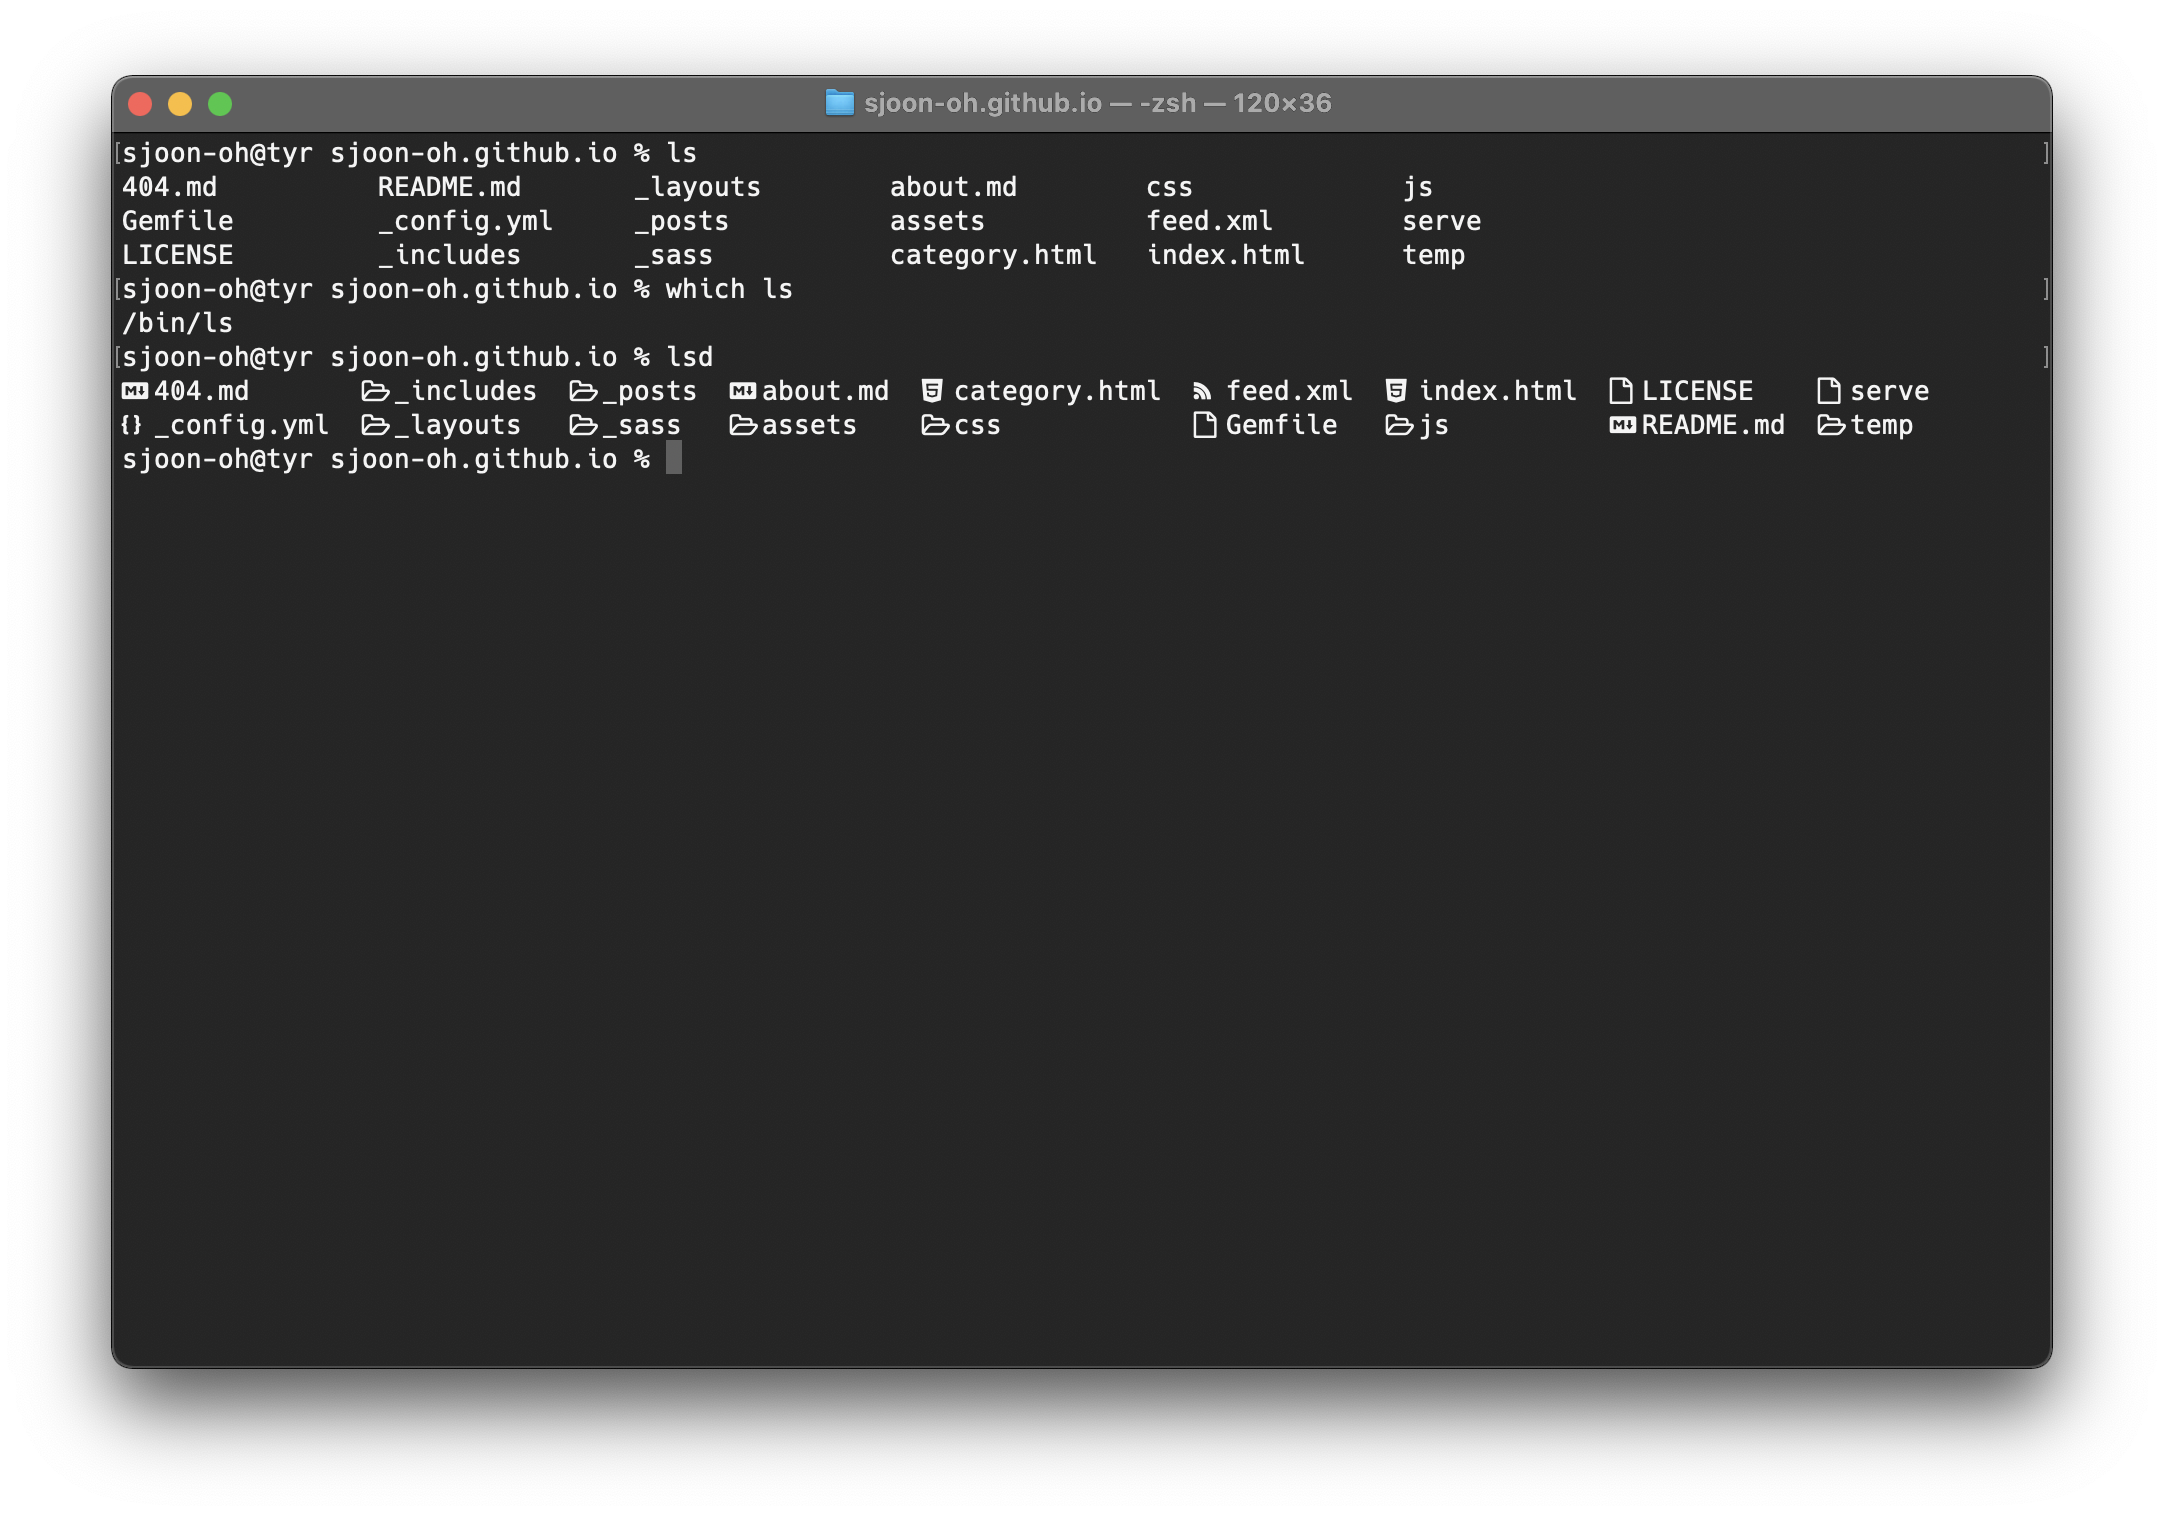 sjoon-oh.github.io — -zsh — 120×36
[sjoon-oh@tyr sjoon-oh.github.io % ls ]
404.md README.md _layouts about.md css js
Gemfile _config.yml _posts assets feed.xml serve
LICENSE _includes _sass category.html index.html temp
[sjoon-oh@tyr sjoon-oh.github.io % which ls ]
/bin/ls
[sjoon-oh@tyr sjoon-oh.github.io % lsd ]
M↓ 404.md _includes _posts M↓ about.md 5 category.html feed.xml 5 index.html LICENSE serve
{} _config.yml _layouts _sass assets css Gemfile js M↓ README.md temp
sjoon-oh@tyr sjoon-oh.github.io %